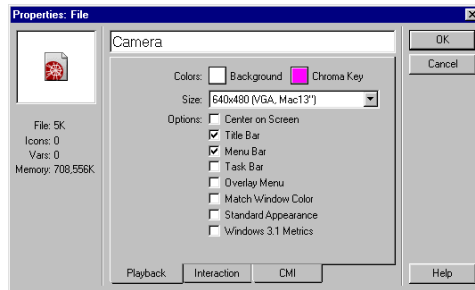 Properties: File
Camera
OK
Cancel
Colors: Background Chroma Key
Size: 640x480 (VGA, Mac13")
Options: Center on Screen
Title Bar
Menu Bar
Task Bar
Overlay Menu
Match Window Color
Standard Appearance
Windows 3.1 Metrics
File: 5K
Icons: 0
Vars: 0
Memory: 708,556K
Playback Interaction CMI
Help